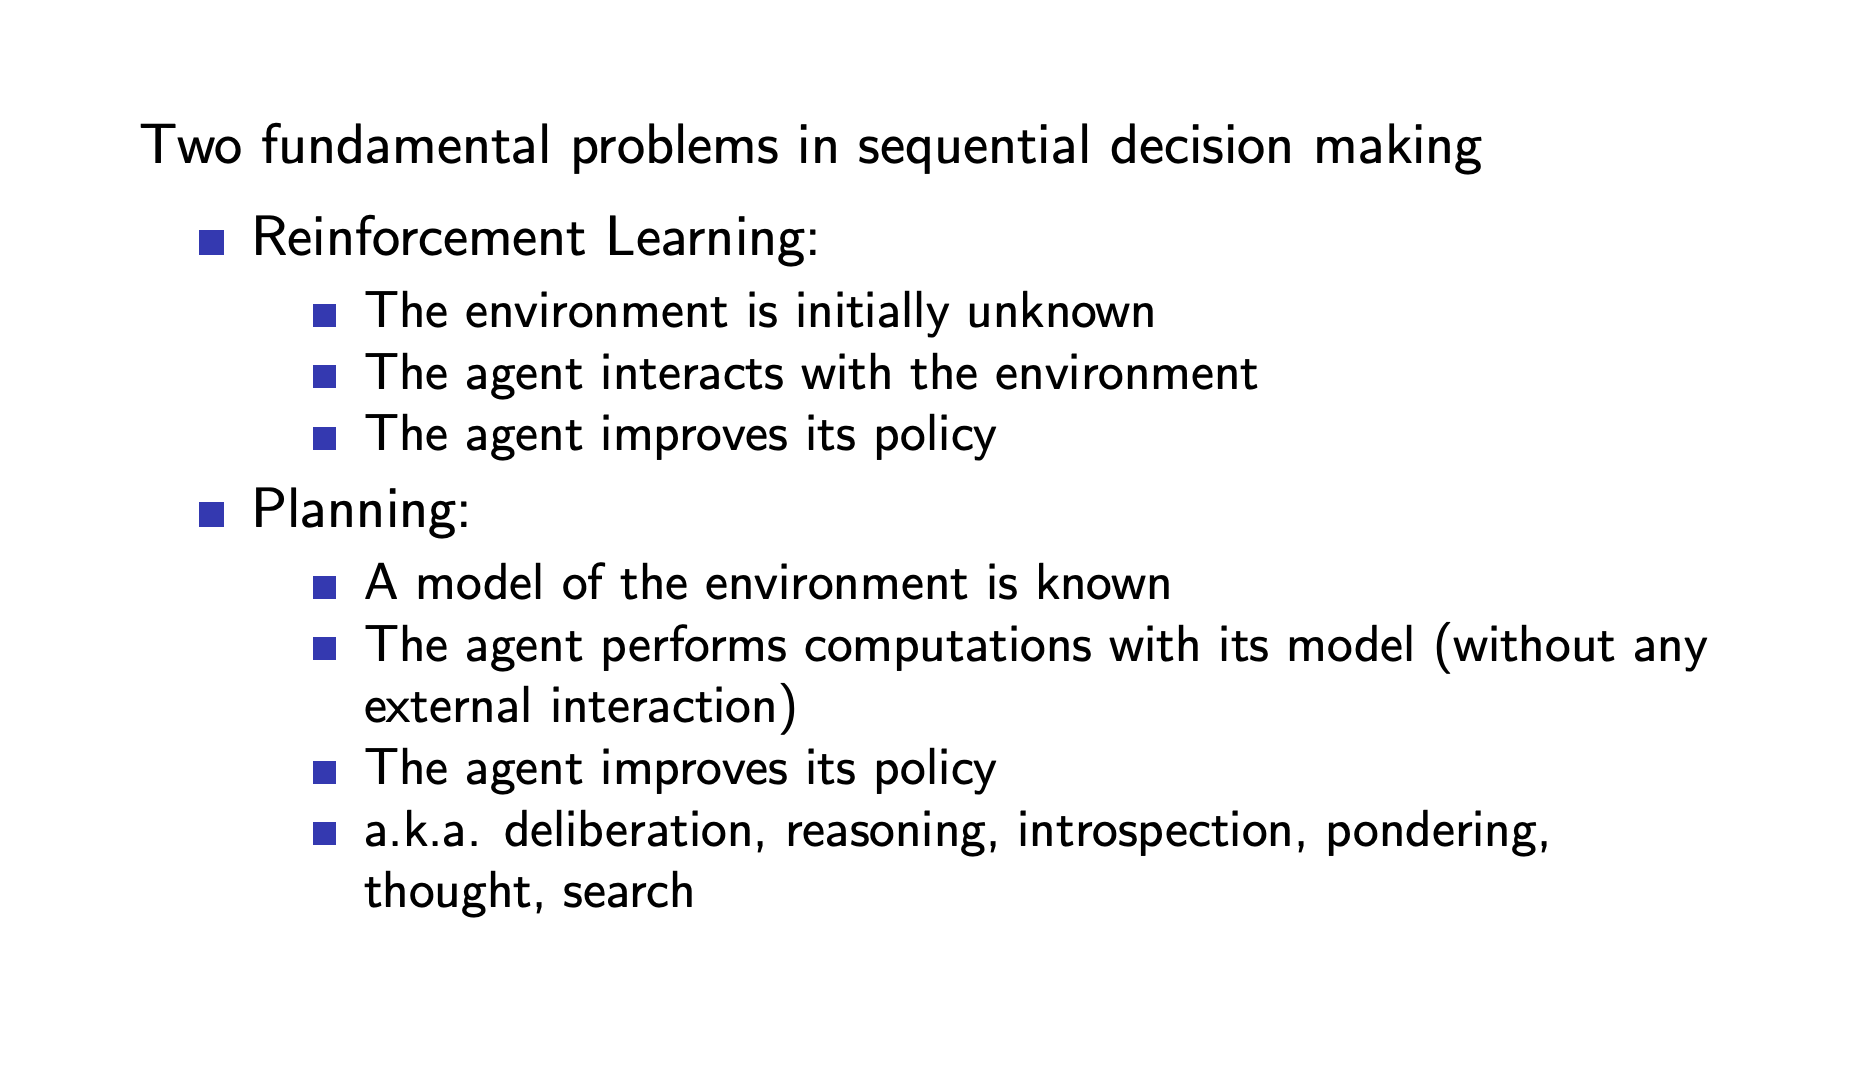 Two fundamental problems in sequential decision making
Reinforcement Learning:
The environment is initially unknown
The agent interacts with the environment
The agent improves its policy
Planning:
A model of the environment is known
The agent performs computations with its model (without any
external interaction)
The agent improves its policy
a.k.a. deliberation, reasoning, introspection, pondering,
thought, search